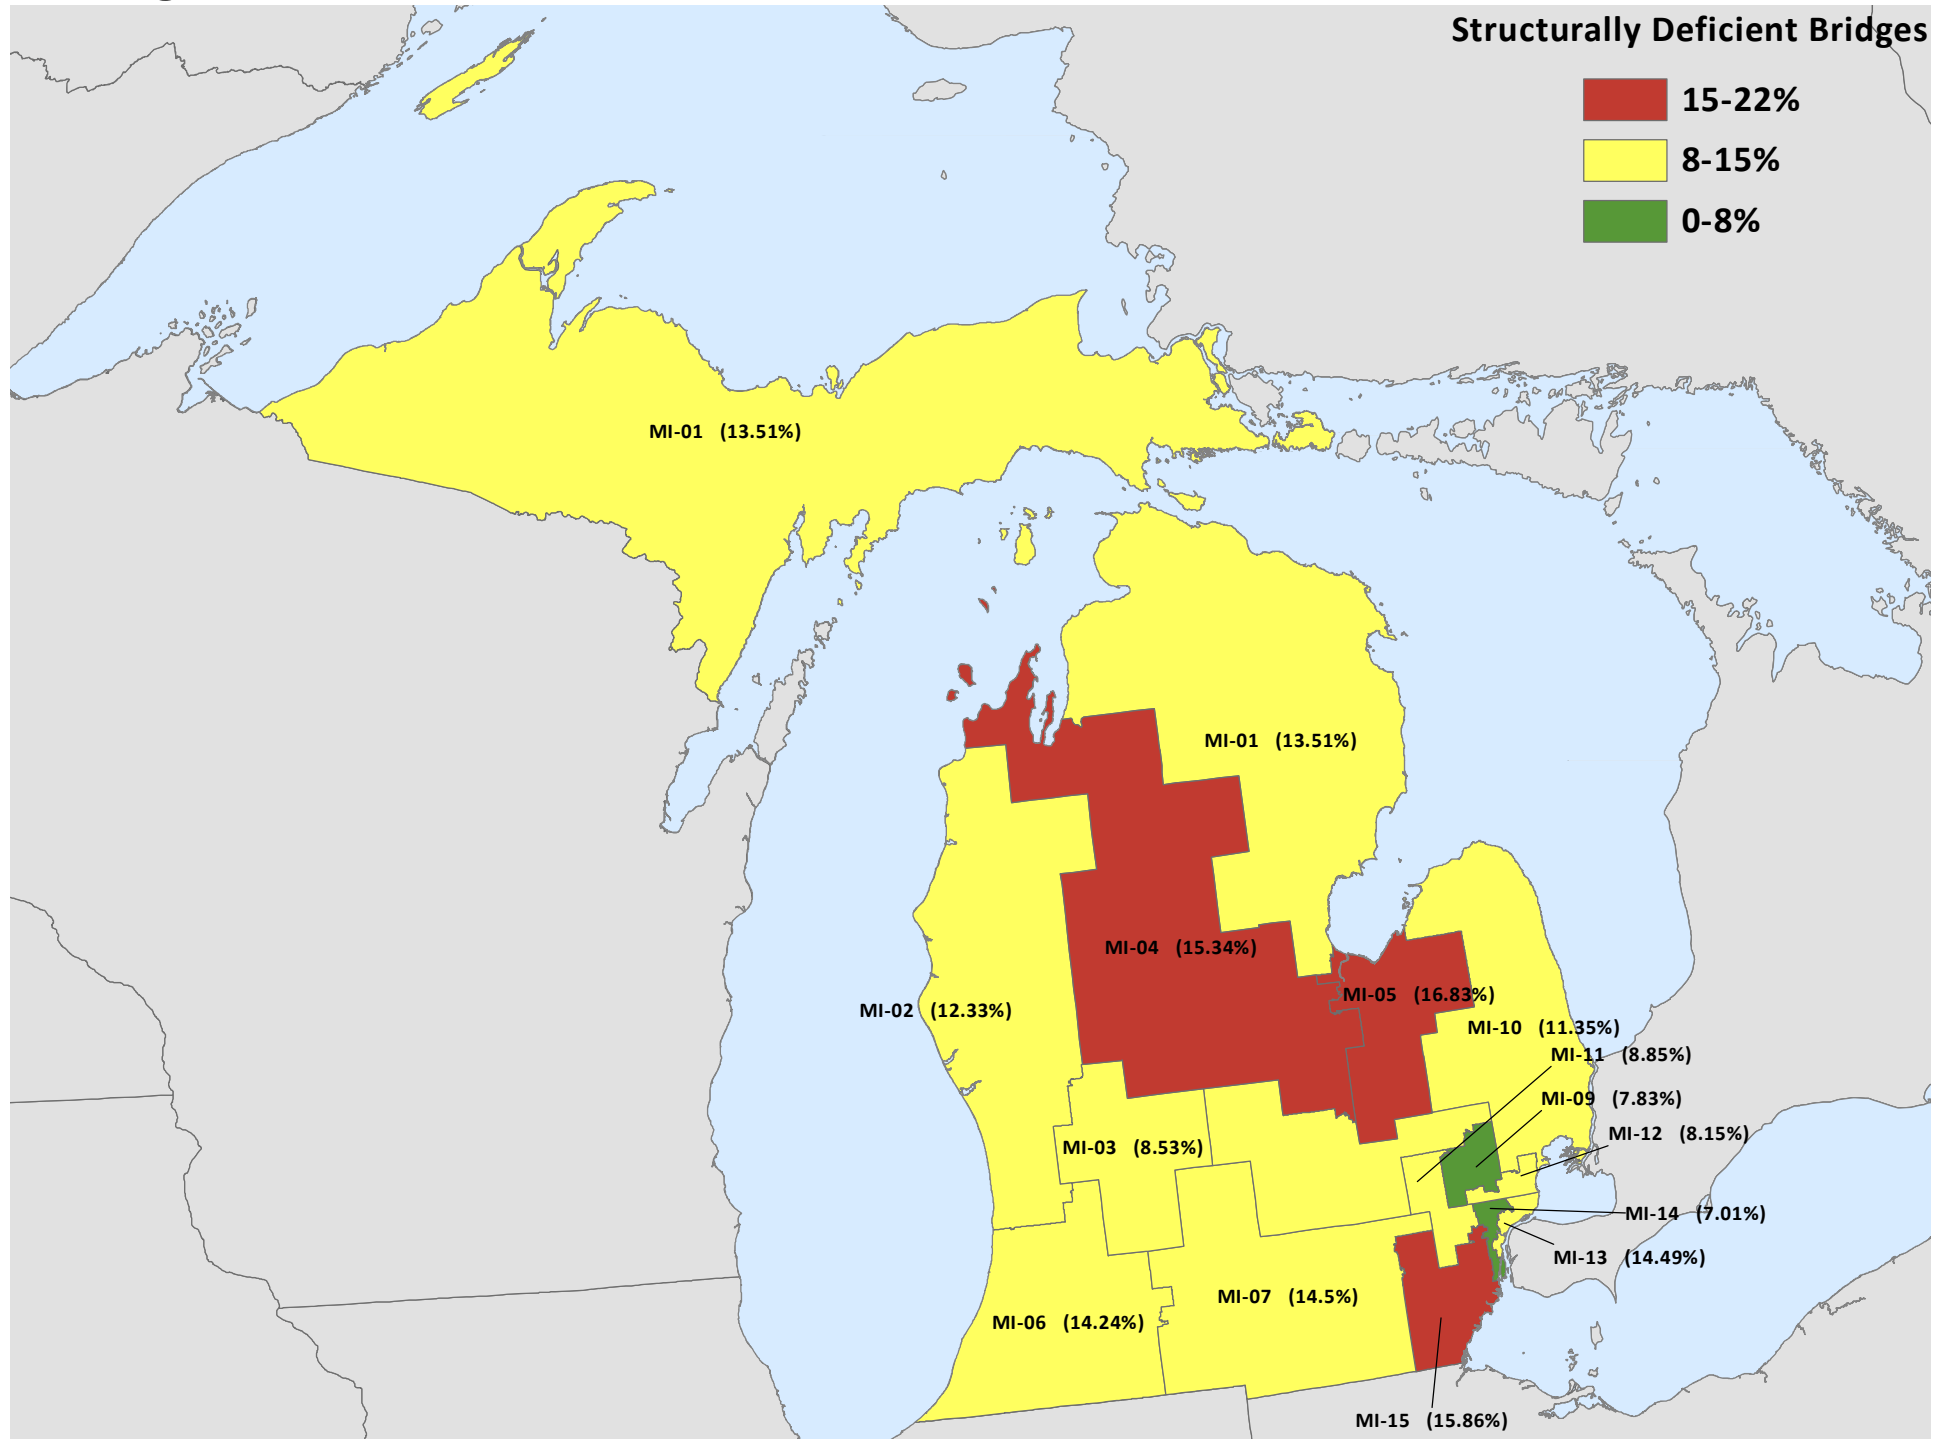 Structurally Deficient Bridges
15-22%
8-15%
0-8%
MI-01 (13.51%)
MI-01 (13.51%)
MI-04 (15.34%)
MI-05 (16.83%)
MI-02 (12.33%)
MI-10 (11.35%)
MI-11 (8.85%)
MI-09 (7.83%)
MI-12 (8.15%)
MI-03 (8.53%)
MI-14 (7.01%)
MI-13 (14.49%)
MI-07 (14.5%)
MI-06 (14.24%)
MI-15 (15.86%)